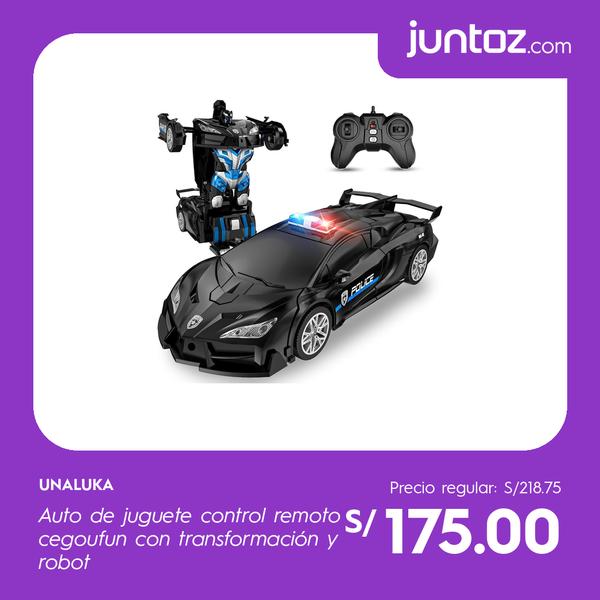 juntoz.com
POLICE
UNALUKA
Precio regular: S/218.75
Auto de juguete control remoto
cegoufun con transformación y
robot
S/ 175.00